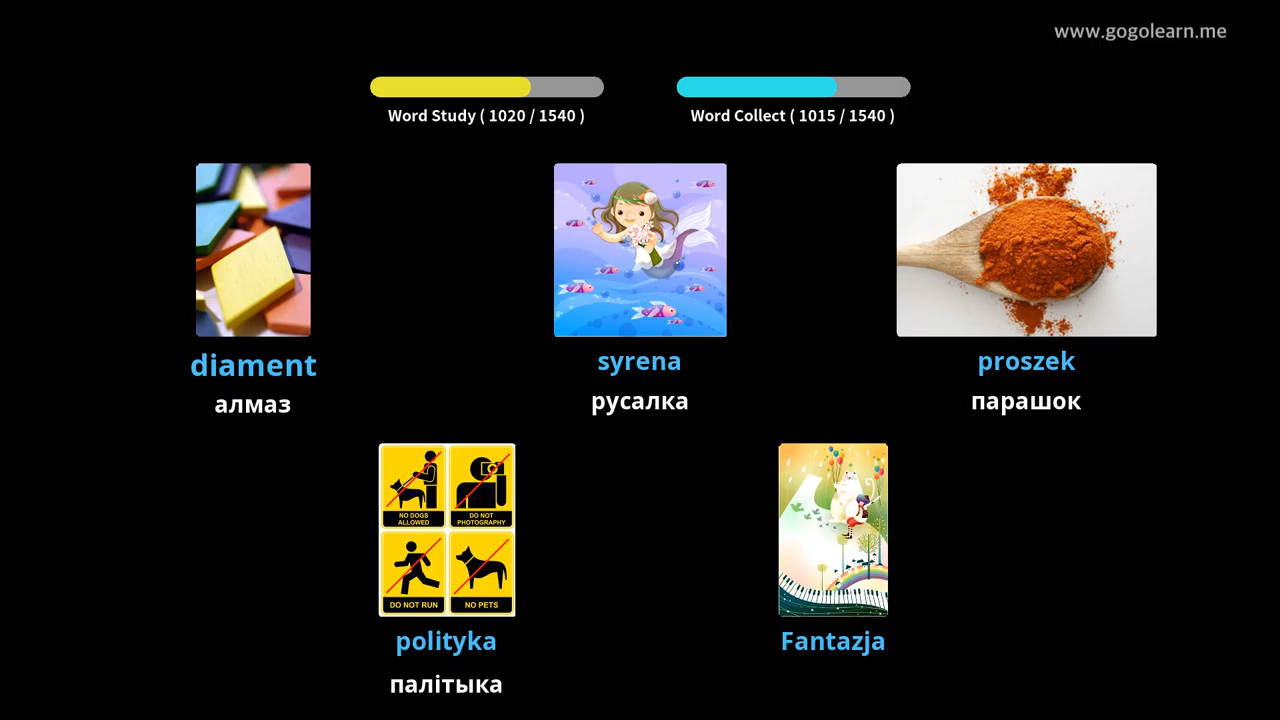 www.gogolearn.me
Word Study ( 1020 / 1540 )
Word Collect ( 1015 / 1540 )
diament
алмаз
syrena
русалка
proszek
парашок
NO DOGS
ALLOWED
DO NOT
PHOTOGRAPHY
DO NOT RUN
NO PETS
polityka
палітыка
Fantazja